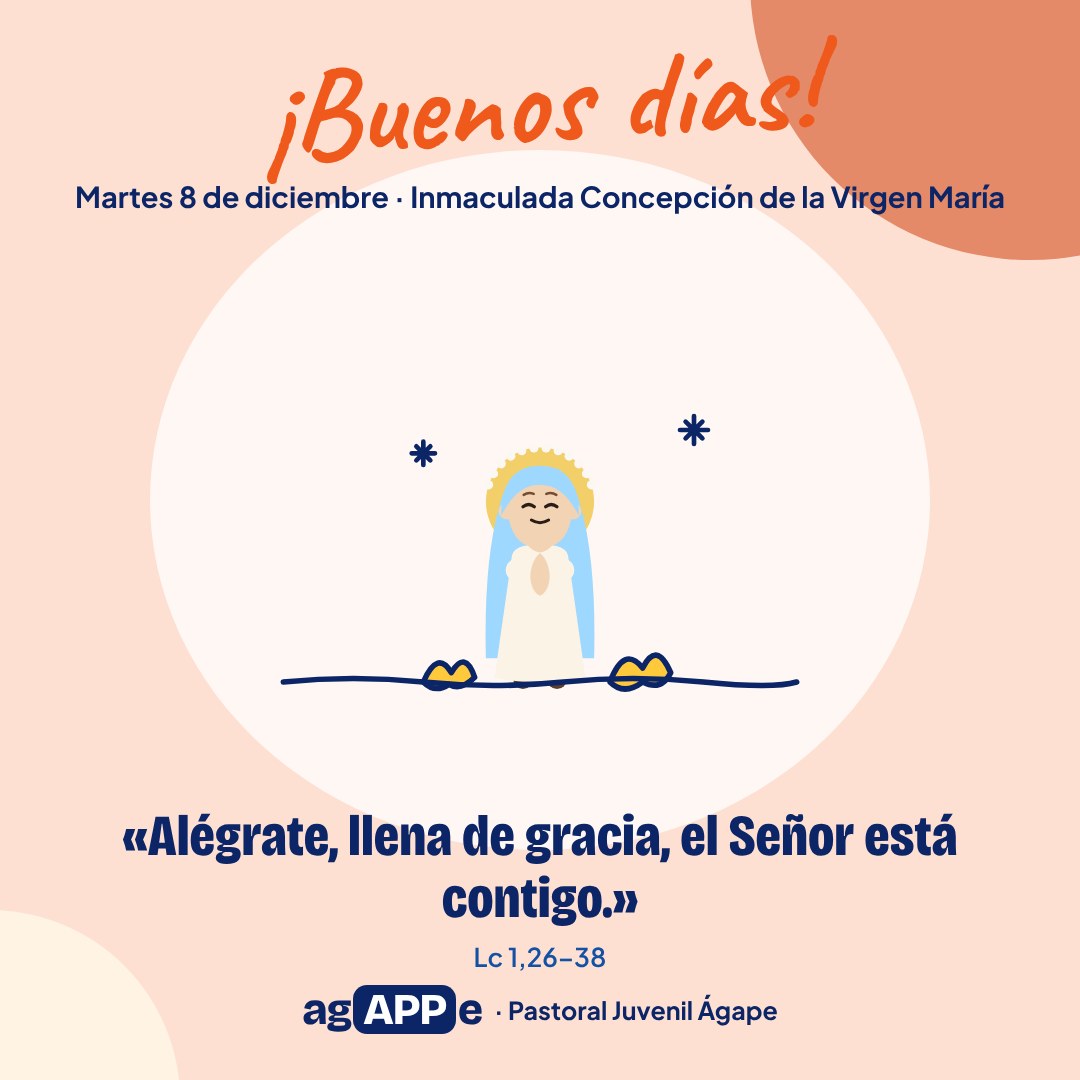 ¡Buenos días!
Martes 8 de diciembre · Inmaculada Concepción de la Virgen María
«Alégrate, llena de gracia, el Señor está
contigo.»
Lc 1,26–38
agAPPe · Pastoral Juvenil Ágape